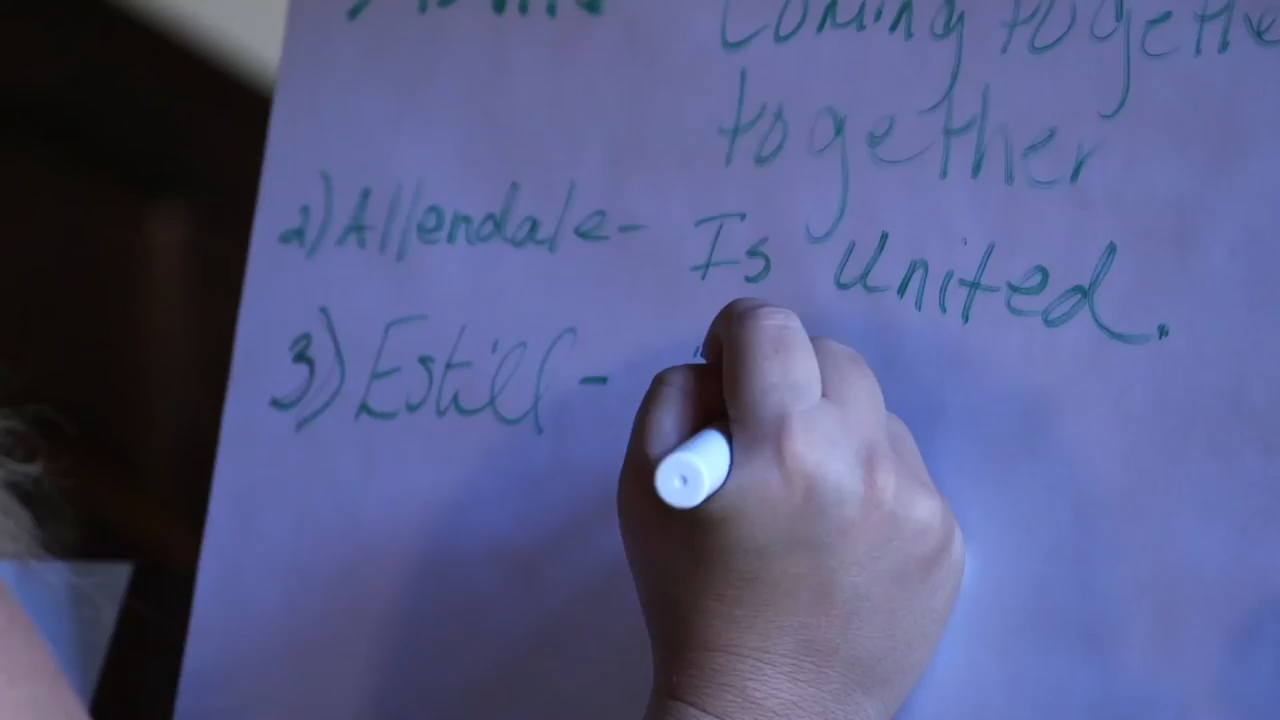 Coming together
together
2) Allendale- Is United.
3) Estill - "